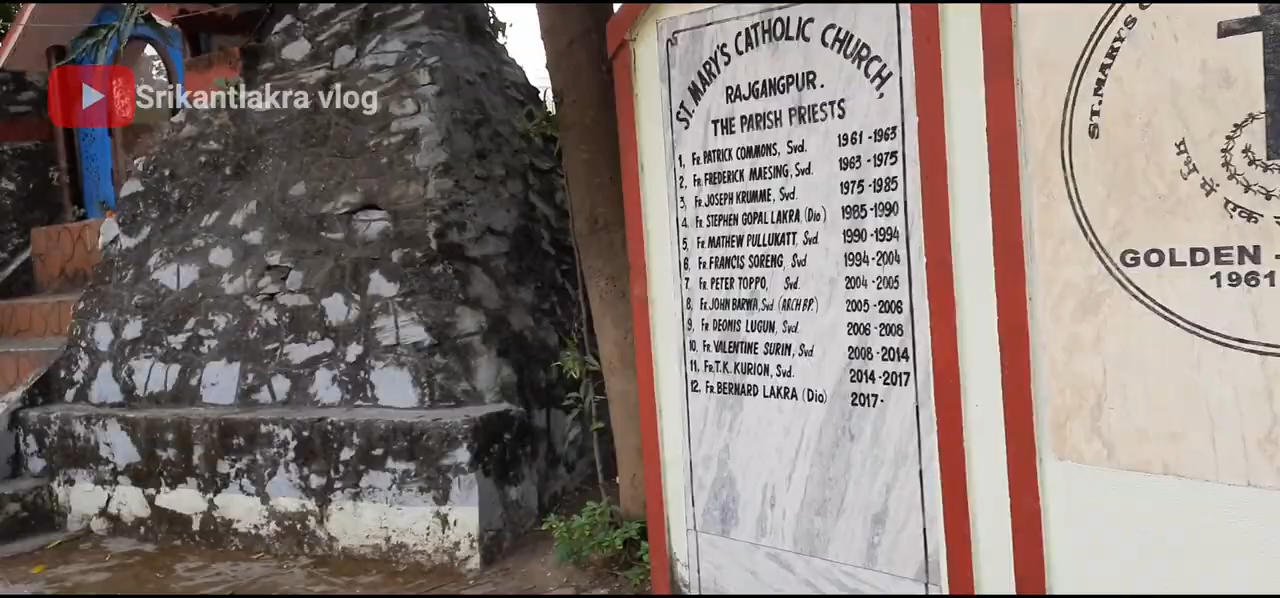 Srikantlakra vlog
ST. MARY'S CATHOLIC CHURCH,
RAJGANGPUR.
THE PARISH PRIESTS
1. Fr. PATRICK COMMONS, Svd. 1961-1963
2. Fr. FREDERICK MAESING, Svd. 1963-1975
3. Fr. JOSEPH KRUMME, Svd. 1975-1985
4. Fr. STEPHEN GOPAL LAKRA (Dio) 1985-1990
5. Fr. MATHEW PULLUKATT, Svd 1990-1994
6. Fr. FRANCIS SORENG, Svd 1994-2004
7. Fr. PETER TOPPO, Svd. 2004-2005
8. Fr. JOHN BARWA, Svd (ARCH BP.) 2005-2006
9. Fr DEONIS LUGUN, Svd. 2006-2008
10. Fr. VALENTINE SURIN, Svd 2008-2014
11. Fr. T.K. KURION, Svd. 2014-2017
12. Fr. BERNARD LAKRA (Dio) 2017-
ST. MARY'S
में एक
GOLDEN -
1961